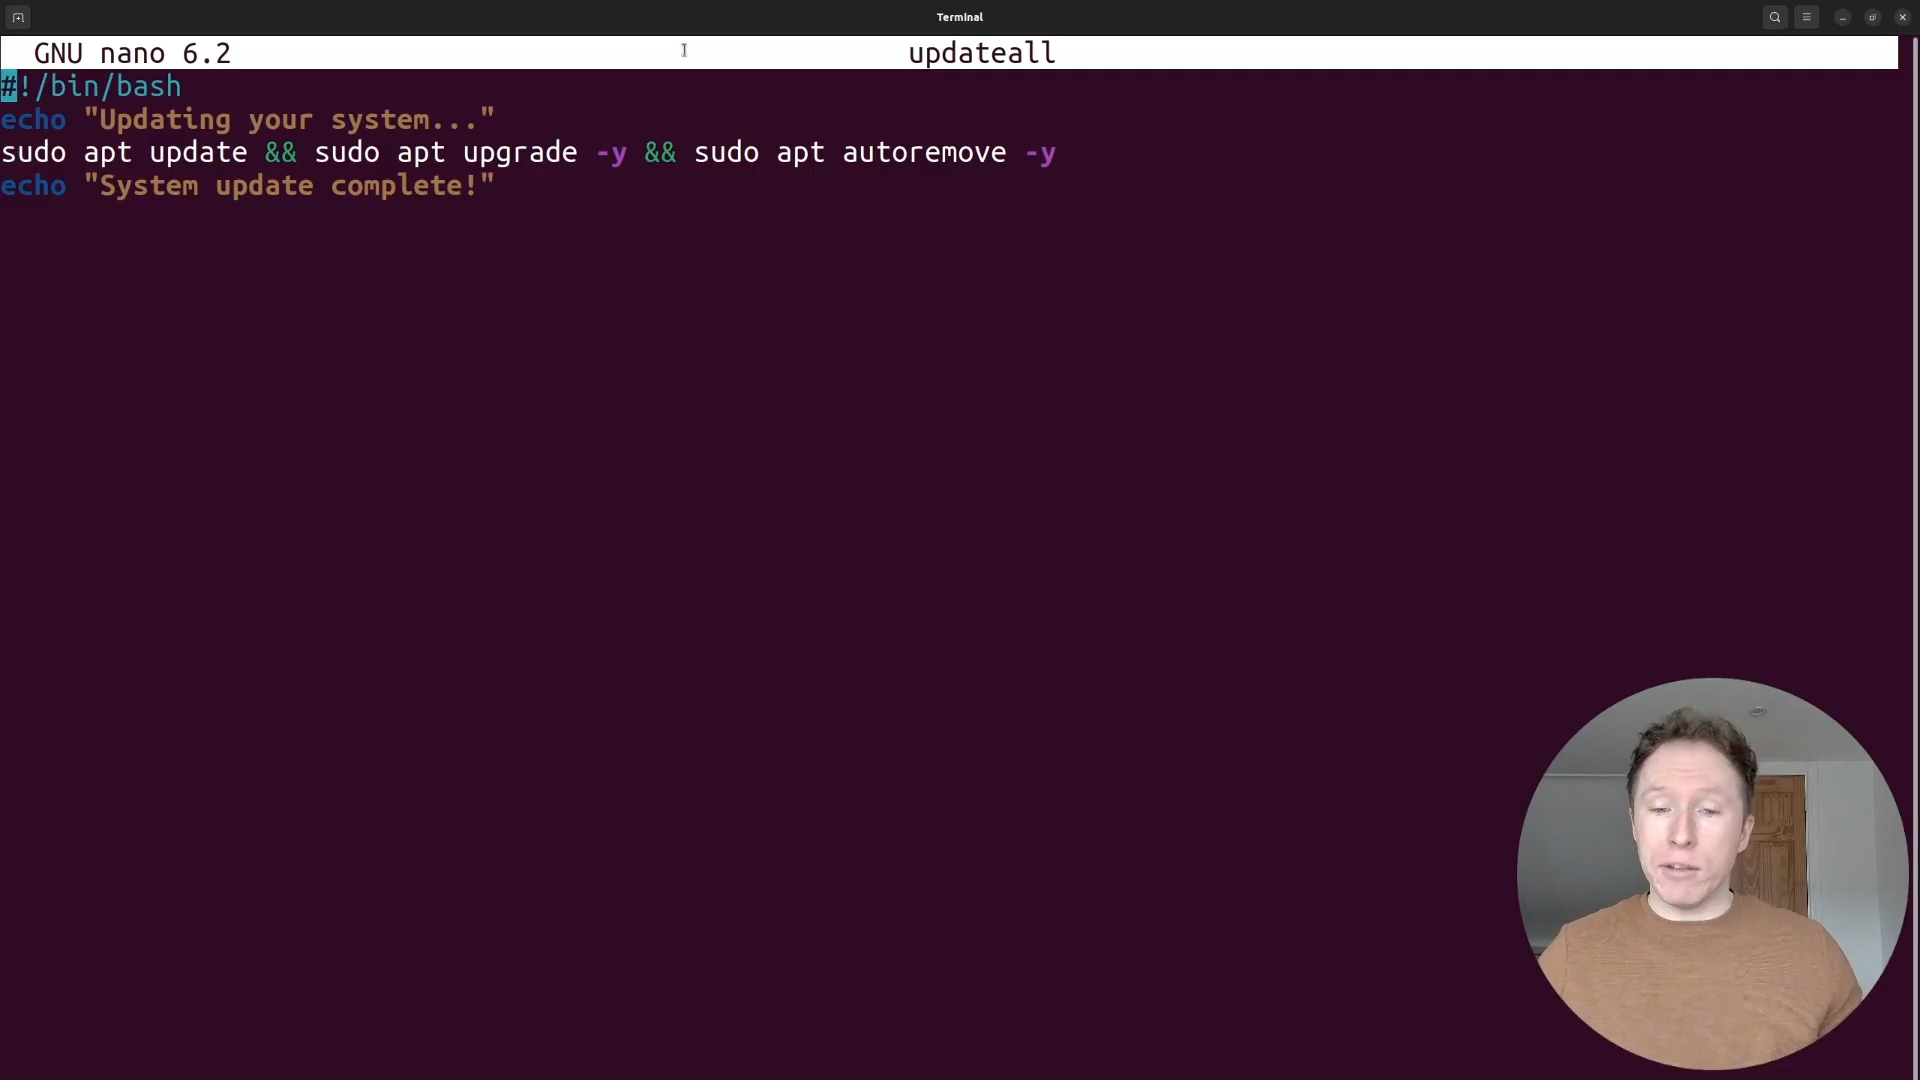 Terminal
GNU nano 6.2 updateall
#!/bin/bash
echo "Updating your system..."
sudo apt update && sudo apt upgrade -y && sudo apt autoremove -y
echo "System update complete!"